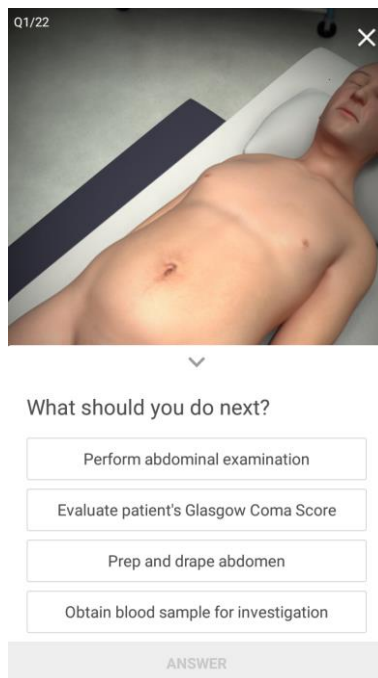 Q1/22
What should you do next?
Perform abdominal examination
Evaluate patient's Glasgow Coma Score
Prep and drape abdomen
Obtain blood sample for investigation
ANSWER